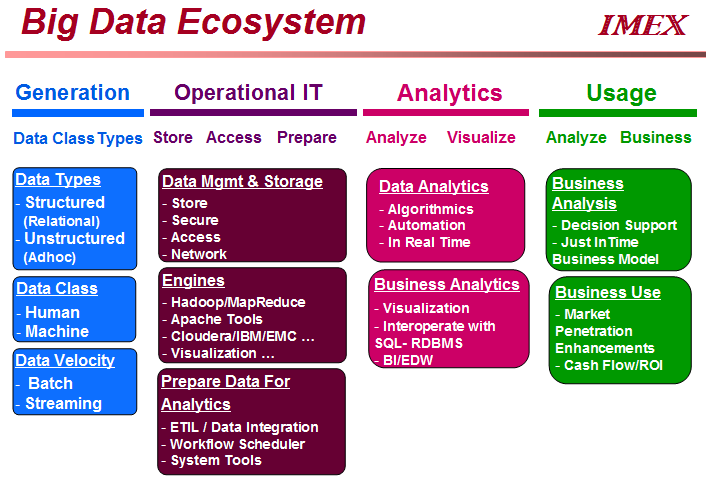 Big Data Ecosystem
IMEX
Generation
Data Class Types
Operational IT
Store Access Prepare
Analytics
Analyze Visualize
Usage
Analyze Business
Data Types
- Structured
(Relational)
- Unstructured
(Adhoc)
Data Class
- Human
- Machine
Data Velocity
- Batch
- Streaming
Data Mgmt & Storage
- Store
- Secure
- Access
- Network
Engines
- Hadoop/MapReduce
- Apache Tools
- Cloudera/IBM/EMC …
- Visualization …
Prepare Data For
Analytics
- ETIL / Data Integration
- Workflow Scheduler
- System Tools
Data Analytics
- Algorithmics
- Automation
- In Real Time
Business Analytics
- Visualization
- Interoperate with
SQL- RDBMS
- BI/EDW
Business
Analysis
- Decision Support
- Just InTime
Business Model
Business Use
- Market
Penetration
Enhancements
- Cash Flow/ROI